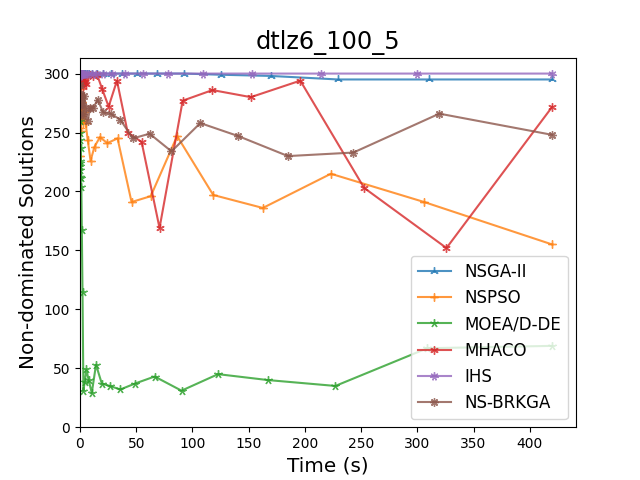 dtlz6_100_5
Non-dominated Solutions
300
250
200
150
100
50
0
0 50 100 150 200 250 300 350 400
Time (s)
NSGA-II
NSPSO
MOEA/D-DE
MHACO
IHS
NS-BRKGA